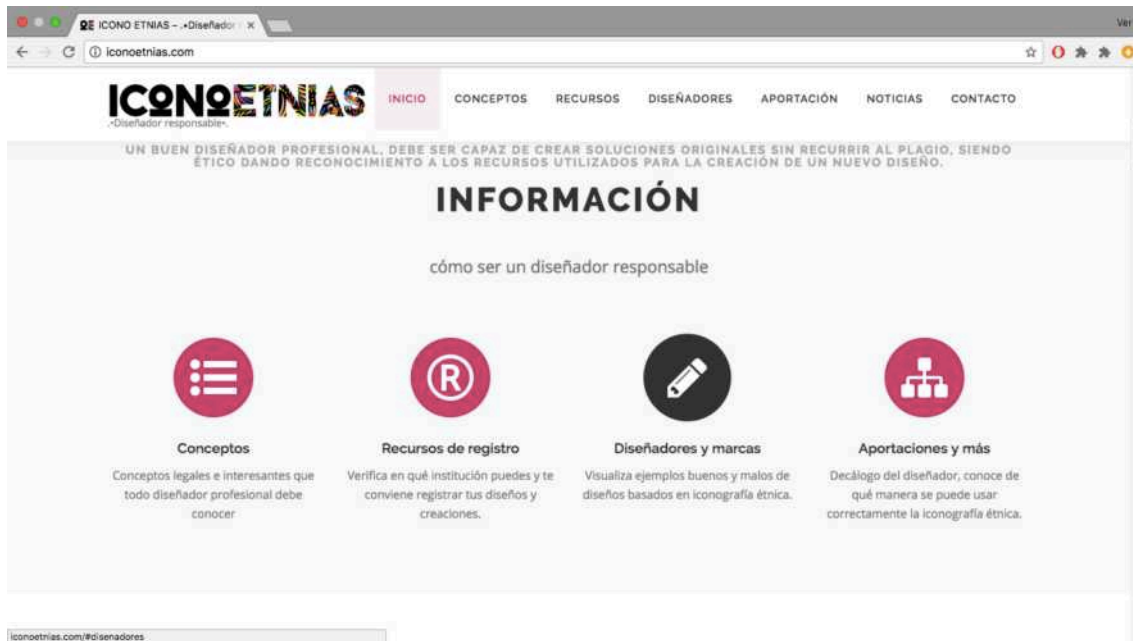 ICONO ETNIAS – .•Diseñador
Ver
iconoetnias.com
ICONOETNIAS
.•Diseñador responsable•.
INICIO CONCEPTOS RECURSOS DISEÑADORES APORTACIÓN NOTICIAS CONTACTO
UN BUEN DISEÑADOR PROFESIONAL, DEBE SER CAPAZ DE CREAR SOLUCIONES ORIGINALES SIN RECURRIR AL PLAGIO, SIENDO
ÉTICO DANDO RECONOCIMIENTO A LOS RECURSOS UTILIZADOS PARA LA CREACIÓN DE UN NUEVO DISEÑO.
INFORMACIÓN
cómo ser un diseñador responsable
R
Conceptos
Conceptos legales e interesantes que
todo diseñador profesional debe
conocer
Recursos de registro
Verifica en qué institución puedes y te
conviene registrar tus diseños y
creaciones.
Diseñadores y marcas
Visualiza ejemplos buenos y malos de
diseños basados en iconografía étnica.
Aportaciones y más
Decálogo del diseñador, conoce de
qué manera se puede usar
correctamente la iconografía étnica.
iconoetnias.com/#disenadores